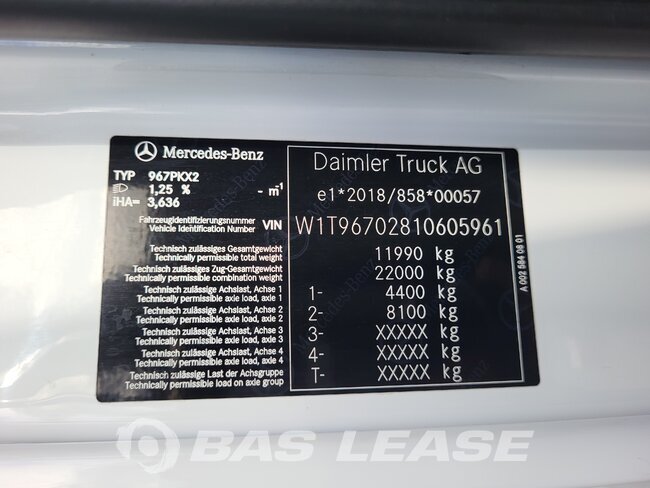 Mercedes-Benz
TYP 967PKX2
1,25 % - m⁻¹
iHA= 3,636
Fahrzeugidentifizierungsnummer
Vehicle Identification Number VIN
Technisch zulässiges Gesamtgewicht
Technically permissible total weight
Technisch zulässiges Zug-Gesamtgewicht
Technically permissible combination weight
Technisch zulässige Achslast, Achse 1
Technically permissible axle load, axle 1
Technisch zulässige Achslast, Achse 2
Technically permissible axle load, axle 2
Technisch zulässige Achslast, Achse 3
Technically permissible axle load, axle 3
Technisch zulässige Achslast, Achse 4
Technically permissible axle load, axle 4
Technisch zulässige Last der Achsgruppe
Technically permissible load on axle group
Daimler Truck AG
e1*2018/858*00057
W1T96702810605961
11990 kg
22000 kg
1- 4400 kg
2- 8100 kg
3- XXXXX kg
4- XXXXX kg
T- XXXXX kg
A 002 584 08 01
BAS LEASE